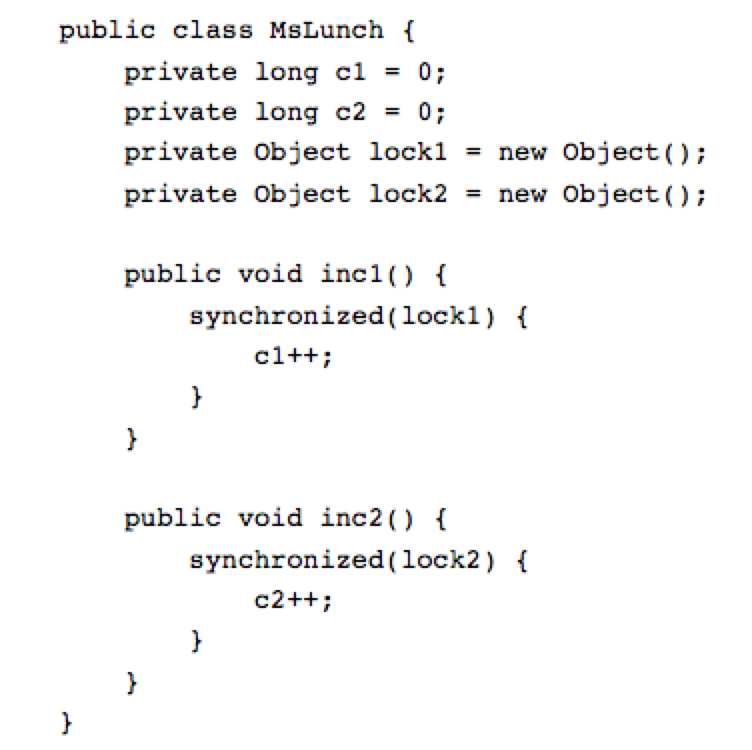 public class MsLunch {
    private long c1 = 0;
    private long c2 = 0;
    private Object lock1 = new Object();
    private Object lock2 = new Object();

    public void inc1() {
        synchronized(lock1) {
            c1++;
        }
    }

    public void inc2() {
        synchronized(lock2) {
            c2++;
        }
    }
}